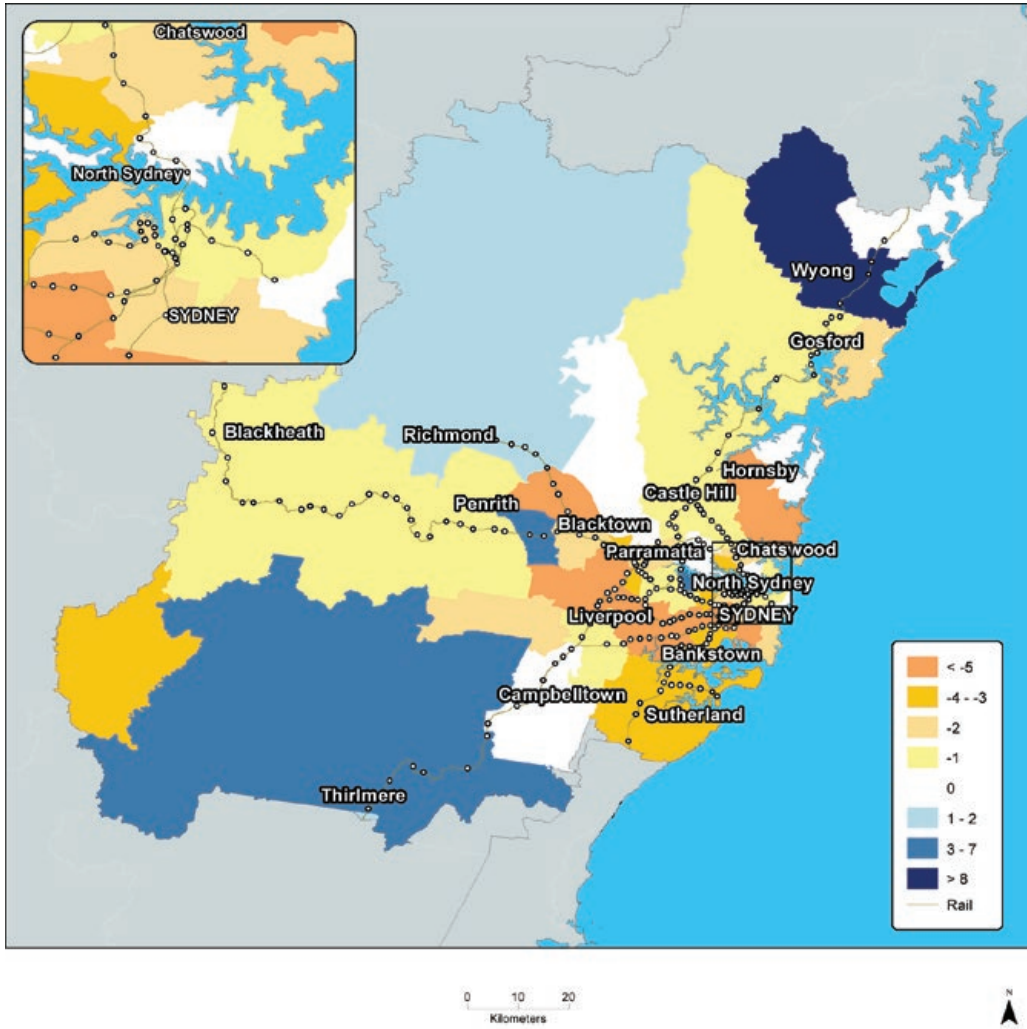 Chatswood
North Sydney
SYDNEY
Wyong
Gosford
Blackheath
Richmond
Hornsby
Castle Hill
Penrith
Blacktown
Parramatta
Chatswood
North Sydney
Liverpool
SYDNEY
Bankstown
Campbelltown
Sutherland
Thirlmere
< -5
-4 - -3
-2
-1
0
1 - 2
3 - 7
> 8
Rail
0 10 20
Kilometers
N